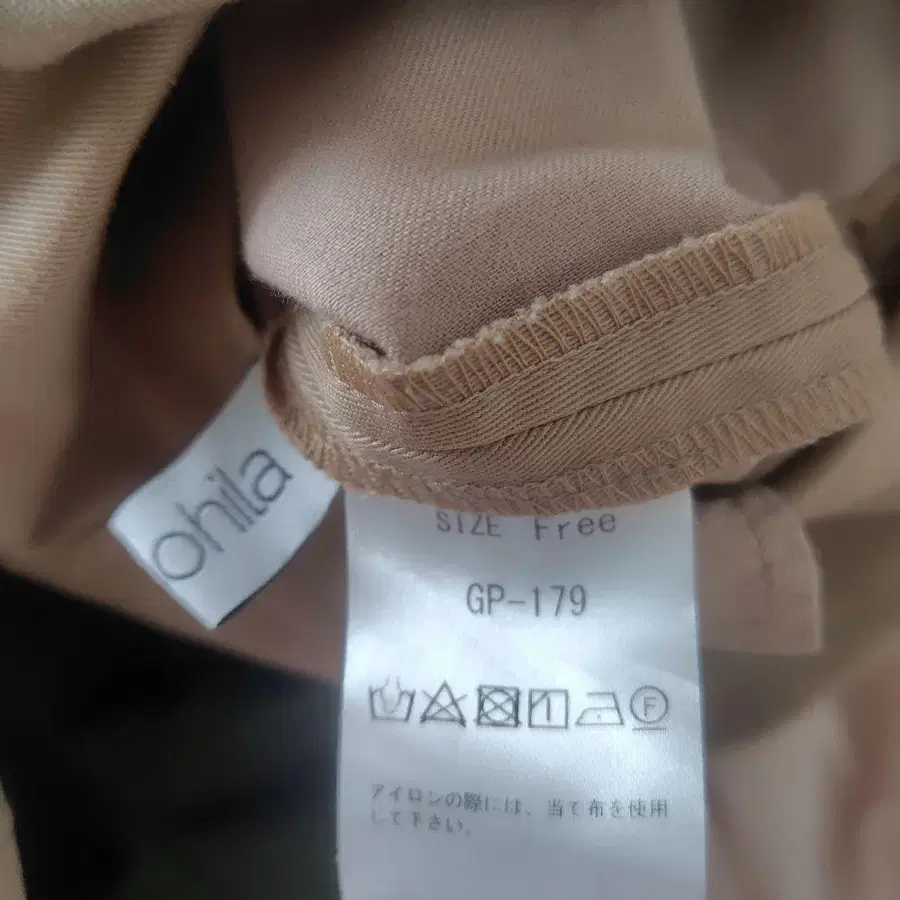 ohila
SIZE Free
GP-179
F
アイロンの際には、当て布を使用
して下さい。